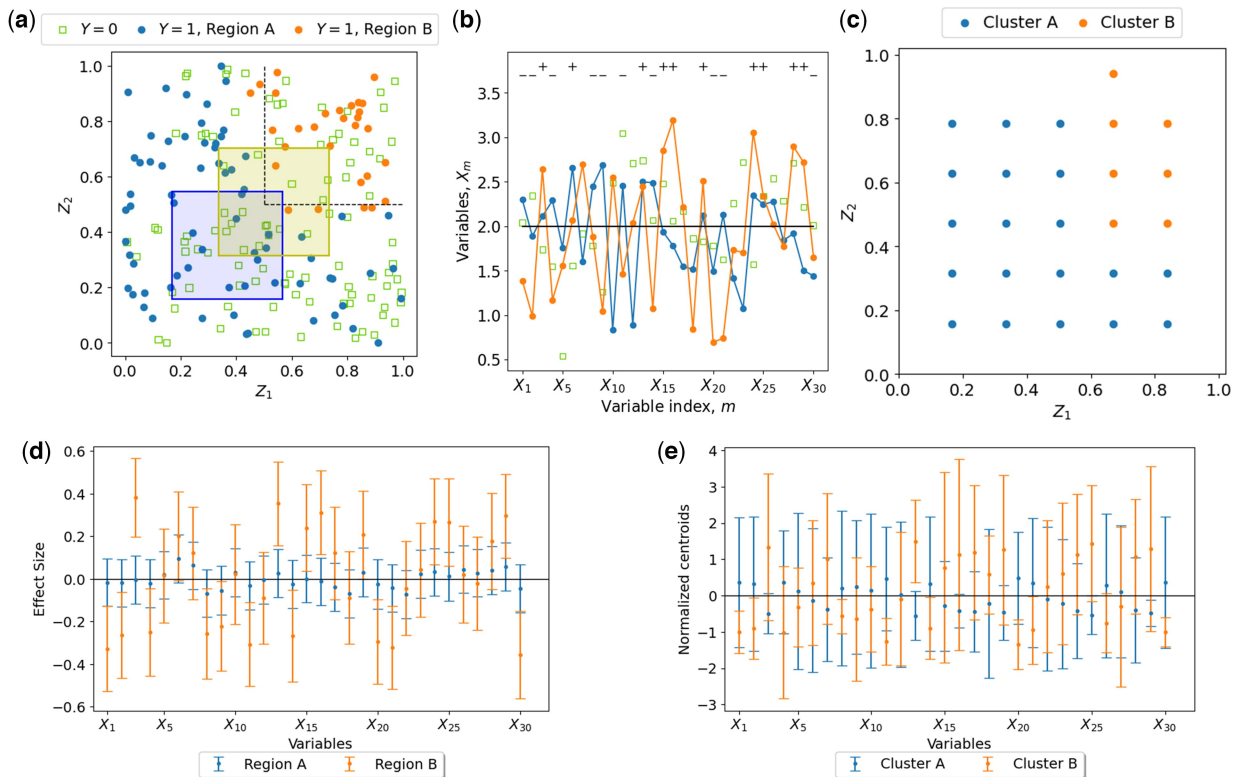 (a)
Y = 0 Y = 1, Region A Y = 1, Region B
1.0
0.8
0.6
0.4
0.2
0.0
Z2
0.0 0.2 0.4 0.6 0.8 1.0
Z1
(b)
3.5
3.0
2.5
2.0
1.5
1.0
0.5
Variables, Xm
X1 X5 X10 X15 X20 X25 X30
Variable index, m
(c)
Cluster A Cluster B
1.0
0.8
0.6
0.4
0.2
0.0
Z2
0.0 0.2 0.4 0.6 0.8 1.0
Z1
(d)
0.6
0.4
0.2
0.0
−0.2
−0.4
−0.6
Effect Size
X1 X5 X10 X15 X20 X25 X30
Variables
Region A Region B
(e)
4
3
2
1
0
−1
−2
−3
Normalized centroids
X1 X5 X10 X15 X20 X25 X30
Variables
Cluster A Cluster B